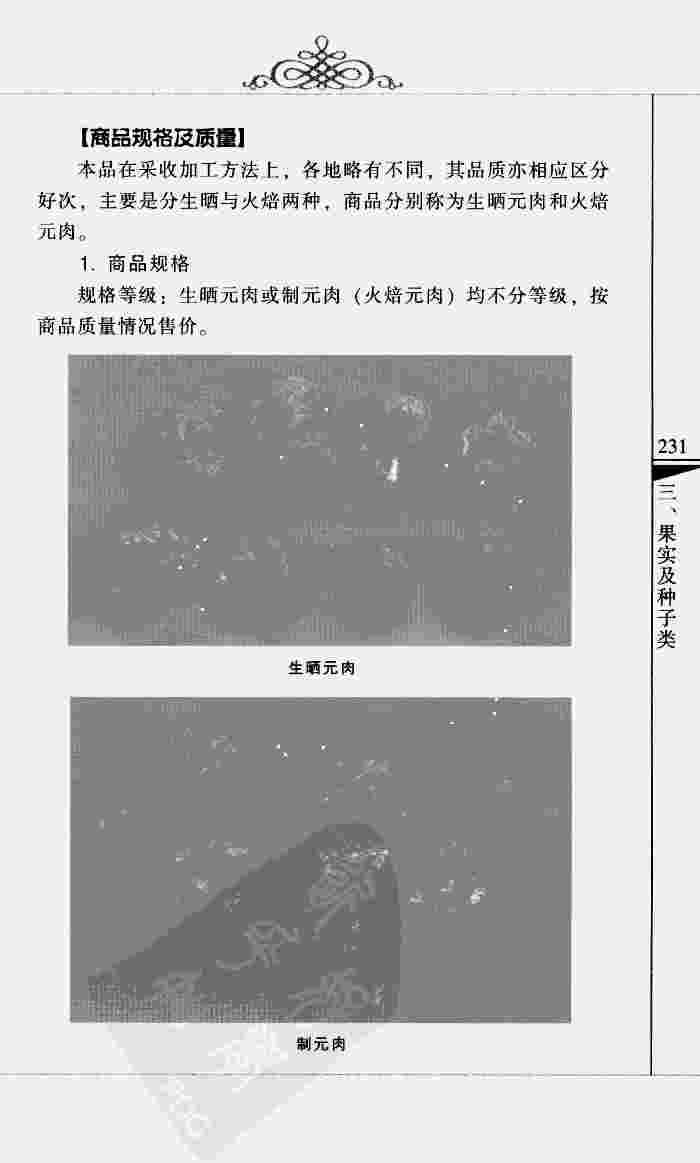 【商品规格及质量】
本品在采收加工方法上，各地略有不同，其品质亦相应区分
好次，主要是分生晒与火焙两种，商品分别称为生晒元肉和火焙
元肉。
1. 商品规格
规格等级：生晒元肉或制元肉（火焙元肉）均不分等级，按
商品质量情况售价。
生晒元肉
制元肉
231
三、果实及种子类